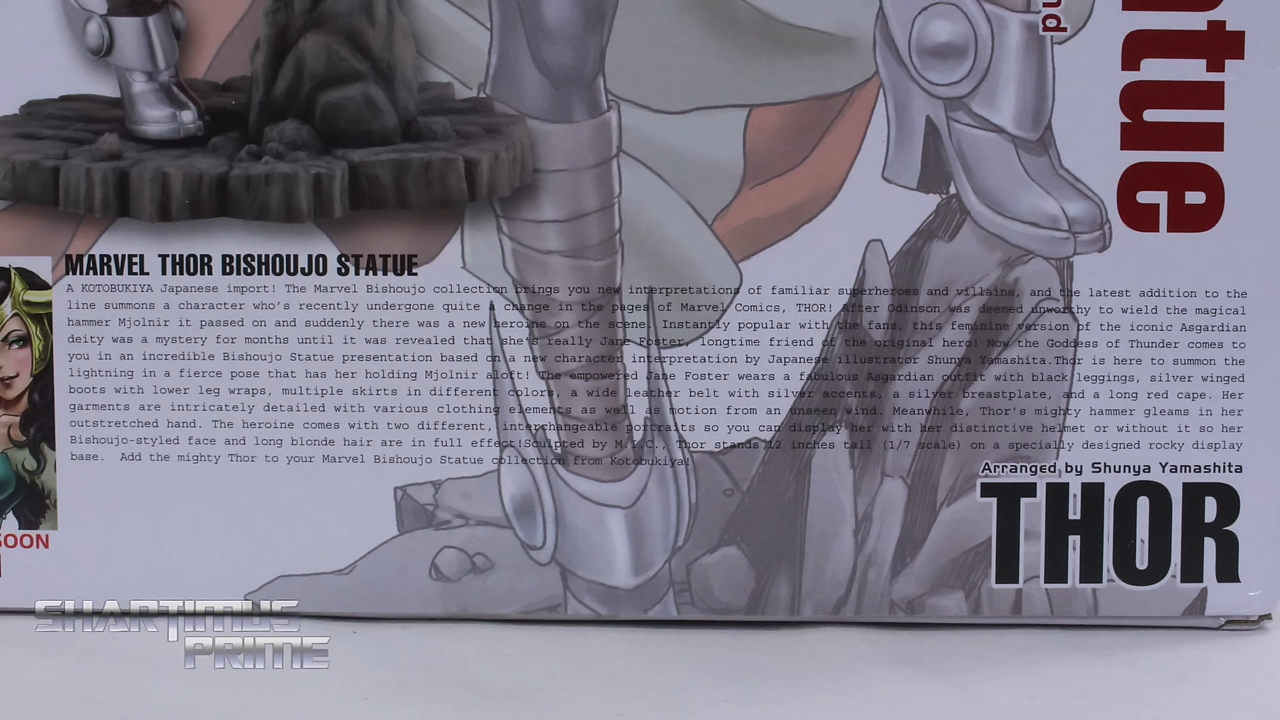 nd
tue
MARVEL THOR BISHOUJO STATUE
A KOTOBUKIYA Japanese import! The Marvel Bishoujo collection brings you new interpretations of familiar superheroes and villains, and the latest addition to the
line summons a character who's recently undergone quite a change in the pages of Marvel Comics, THOR! After Odinson was deemed unworthy to wield the magical
hammer Mjolnir it passed on and suddenly there was a new heroine on the scene. Instantly popular with the fans, this feminine version of the iconic Asgardian
deity was a mystery for months until it was revealed that she's really Jane Foster, longtime friend of the original hero! Now the Goddess of Thunder comes to
you in an incredible Bishoujo Statue presentation based on a new character interpretation by Japanese illustrator Shunya Yamashita.Thor is here to summon the
lightning in a fierce pose that has her holding Mjolnir aloft! The empowered Jane Foster wears a fabulous Asgardian outfit with black leggings, silver winged
boots with lower leg wraps, multiple skirts in different colors, a wide leather belt with silver accents, a silver breastplate, and a long red cape. Her
garments are intricately detailed with various clothing elements as well as motion from an unseen wind. Meanwhile, Thor's mighty hammer gleams in her
outstretched hand. The heroine comes with two different, interchangeable portraits so you can display her with her distinctive helmet or without it so her
Bishoujo-styled face and long blonde hair are in full effect!Sculpted by M.I.C., Thor stands 12 inches tall (1/7 scale) on a specially designed rocky display
base. Add the mighty Thor to your Marvel Bishoujo Statue collection from Kotobukiya!
Arranged by Shunya Yamashita
THOR
SOON
SHARTIMUS
PRIME